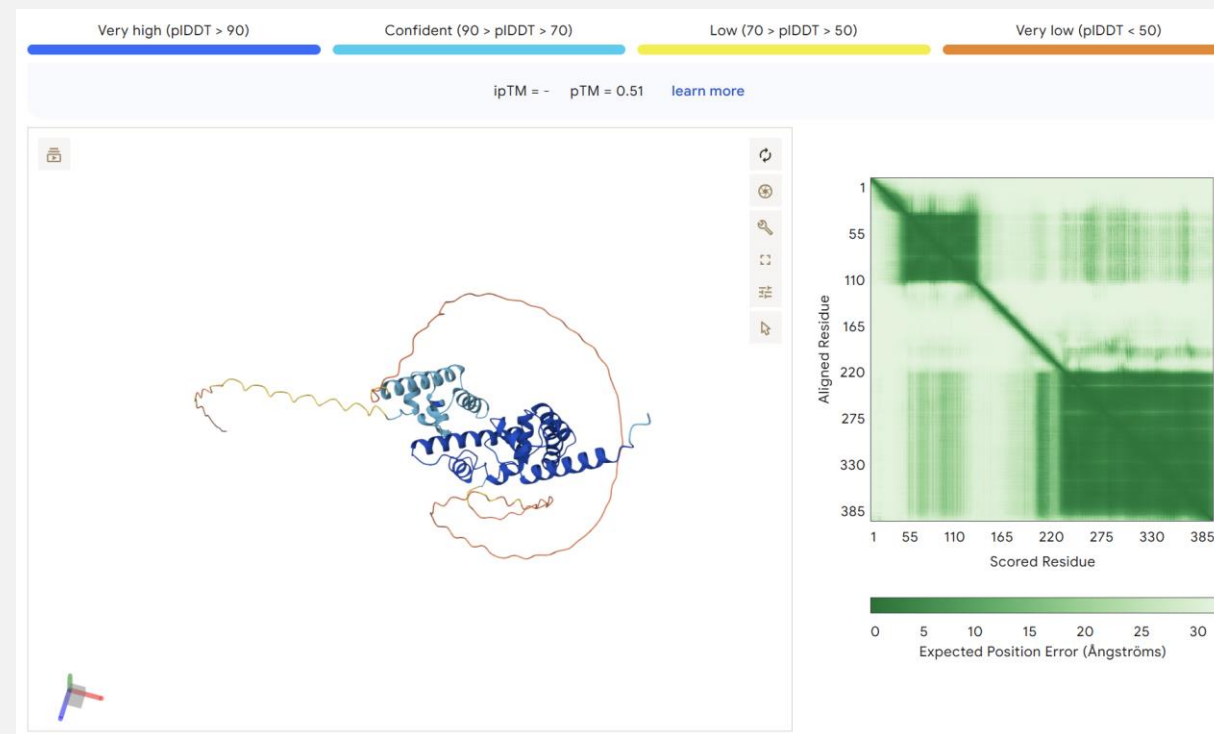 Very high (pIDDT > 90) Confident (90 > pIDDT > 70) Low (70 > pIDDT > 50) Very low (pIDDT < 50)
ipTM = - pTM = 0.51 learn more
1
55
110
165
220
275
330
385
Aligned Residue
1 55 110 165 220 275 330 385
Scored Residue
0 5 10 15 20 25 30
Expected Position Error (Ångströms)